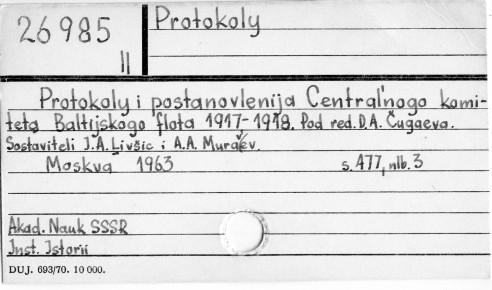 26985
II
Protokoly
Protokoly i postanovlenija Central'nogo komi-
teta Baltijskogo flota 1917-1918. Pod red. D.A. Čugaeva.
Sostaviteli I.A. Livšic i A.A. Muravëv.
Moskva 1963 s. 477, nlb. 3
Akad. Nauk SSSR
Inst. Istorii
DUJ. 693/70. 10 000.